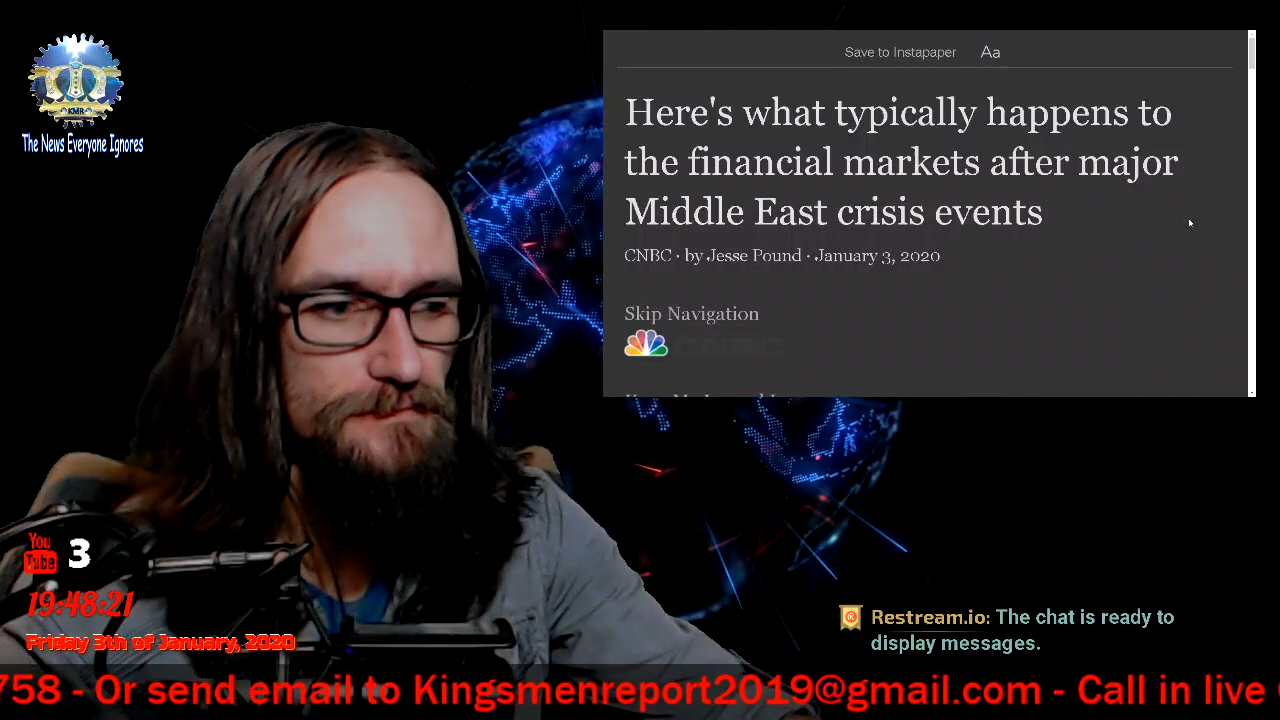 KMR
The News Everyone Ignores
Save to Instapaper Aa
Here's what typically happens to
the financial markets after major
Middle East crisis events
CNBC · by Jesse Pound · January 3, 2020
Skip Navigation
You
Tube 3
19:48:21
Friday 3th of January, 2020
Restream.io: The chat is ready to
display messages.
758 - Or send email to Kingsmenreport2019@gmail.com - Call in live